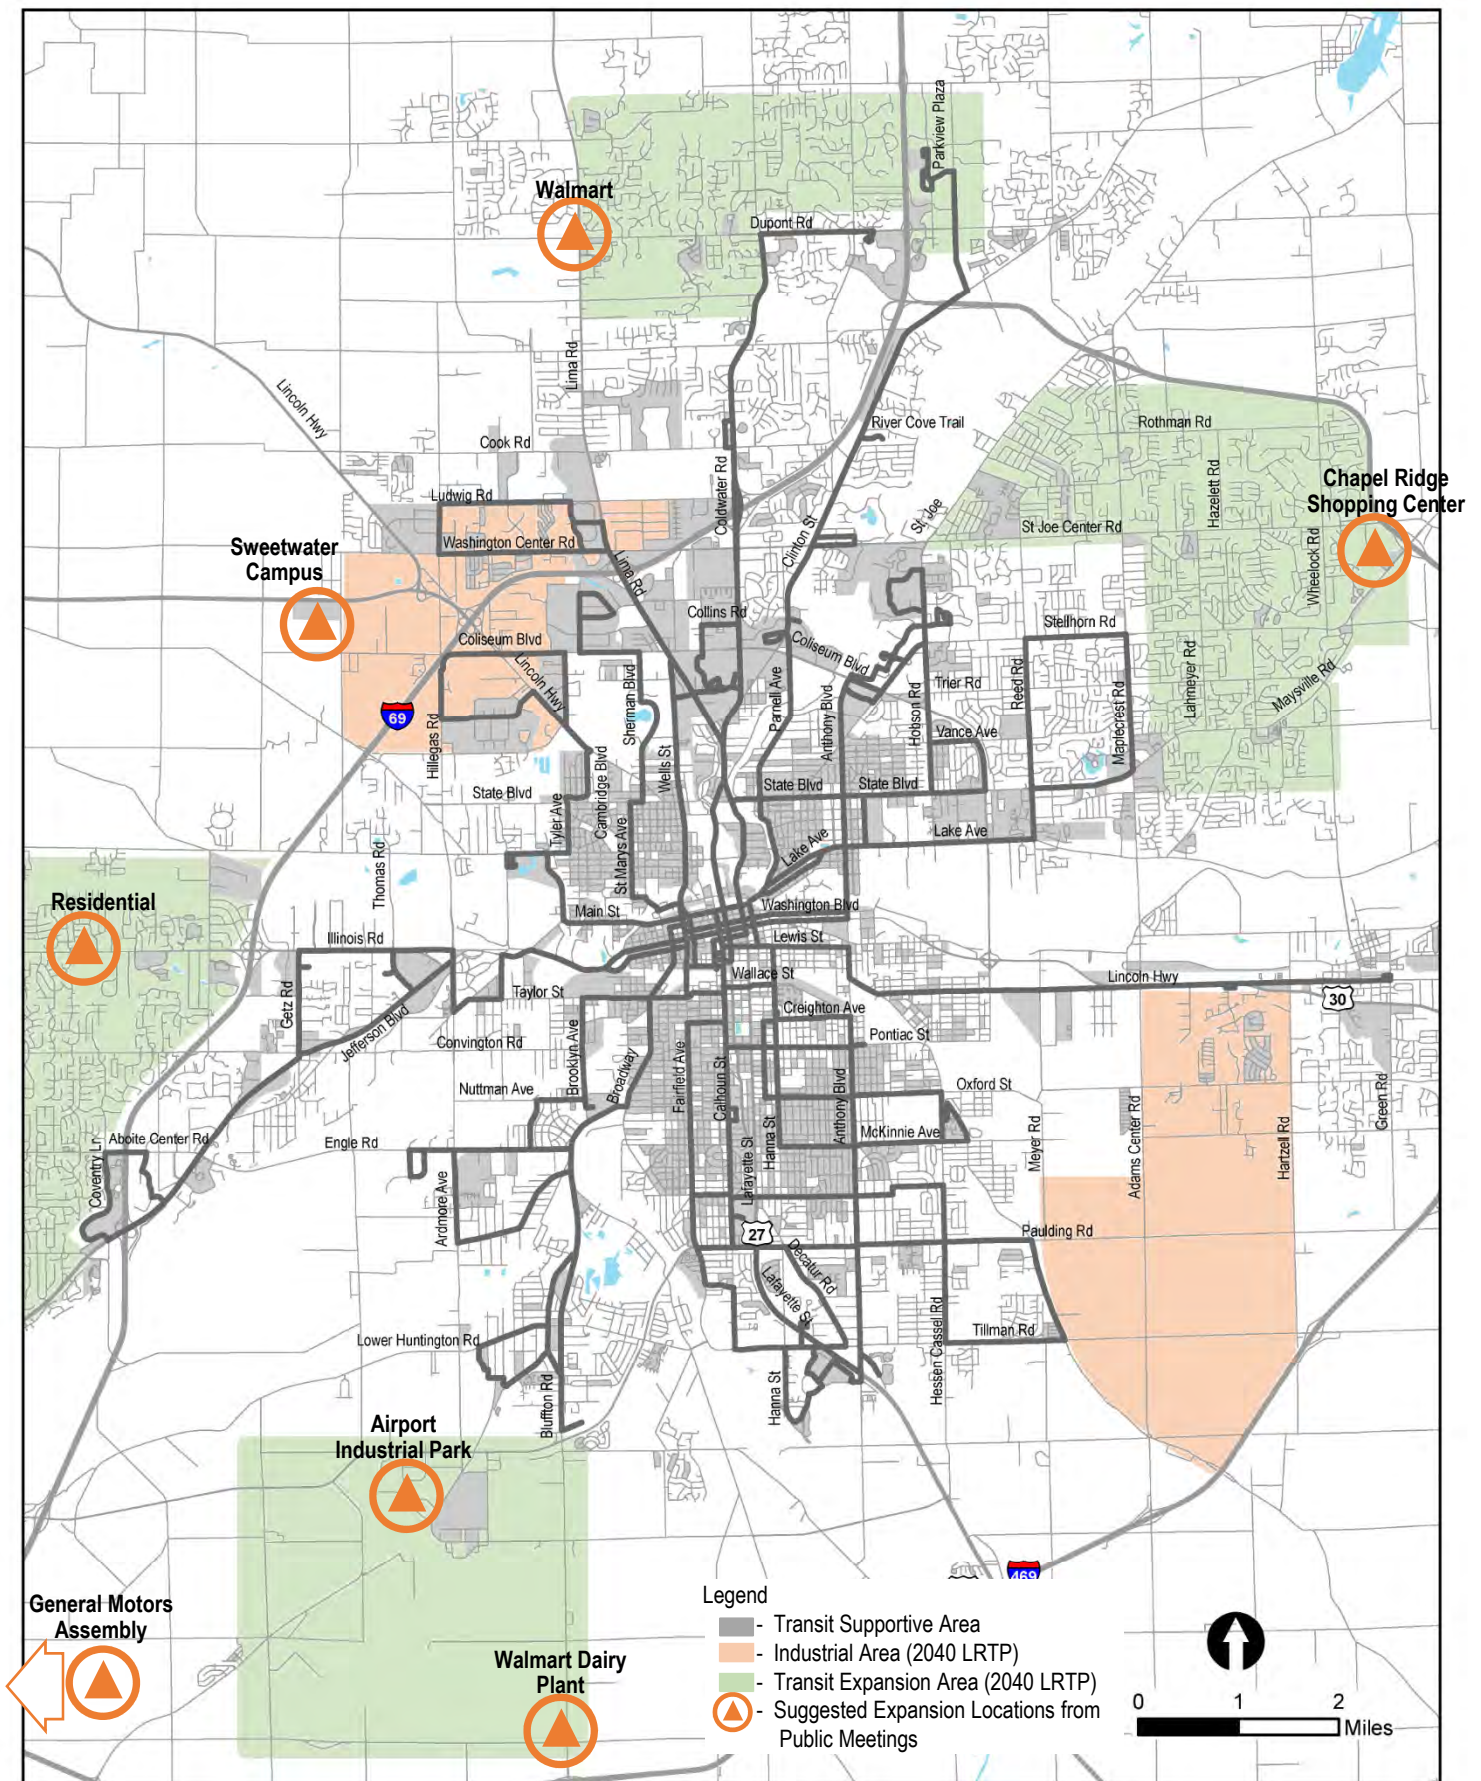 Parkview Plaza
Walmart
Dupont Rd
Lima Rd
Lincoln Hwy
River Cove Trail
Rothman Rd
Cook Rd
Coldwater Rd
Hazelett Rd
Chapel Ridge
Shopping Center
Ludwig Rd
Clinton St
St. Joe
St Joe Center Rd
Washington Center Rd
Wheelock Rd
Sweetwater
Campus
Lima Rd
Collins Rd
Coliseum Blvd
Stellhorn Rd
Coliseum Blvd
Lincoln Hwy
Sherman Blvd
Parnell Ave
Anthony Blvd
Hobson Rd
Trier Rd
Reed Rd
Maplecrest Rd
Lahmeyer Rd
Maysville Rd
69
Hillegas Rd
Vance Ave
Cambridge Blvd
Wells St
State Blvd
State Blvd
State Blvd
Tyler Ave
St Marys Ave
Lake Ave
Lake Ave
Thomas Rd
Residential
Main St
Washington Blvd
Illinois Rd
Lewis St
Wallace St
Lincoln Hwy
30
Getz Rd
Taylor St
Creighton Ave
Jefferson Blvd
Convington Rd
Pontiac St
Brooklyn Ave
Broadway
Fairfield Ave
Calhoun St
Nuttman Ave
Oxford St
Anthony Blvd
Green Rd
Hanna St
Engle Rd
Aboite Center Rd
McKinnie Ave
Meyer Rd
Adams Center Rd
Hartzell Rd
Coventry Ln
Lafayette St
Ardmore Ave
27
Paulding Rd
Decatur Rd
Lafayette St
Lower Huntington Rd
Tillman Rd
Hessen Cassel Rd
Bluffton Rd
Hanna St
Airport
Industrial Park
469
General Motors
Assembly
Walmart Dairy
Plant
Legend
- Transit Supportive Area
- Industrial Area (2040 LRTP)
- Transit Expansion Area (2040 LRTP)
- Suggested Expansion Locations from
Public Meetings
0 1 2
Miles